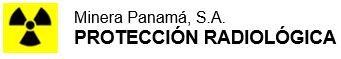 Minera Panamá, S.A.
PROTECCIÓN RADIOLÓGICA